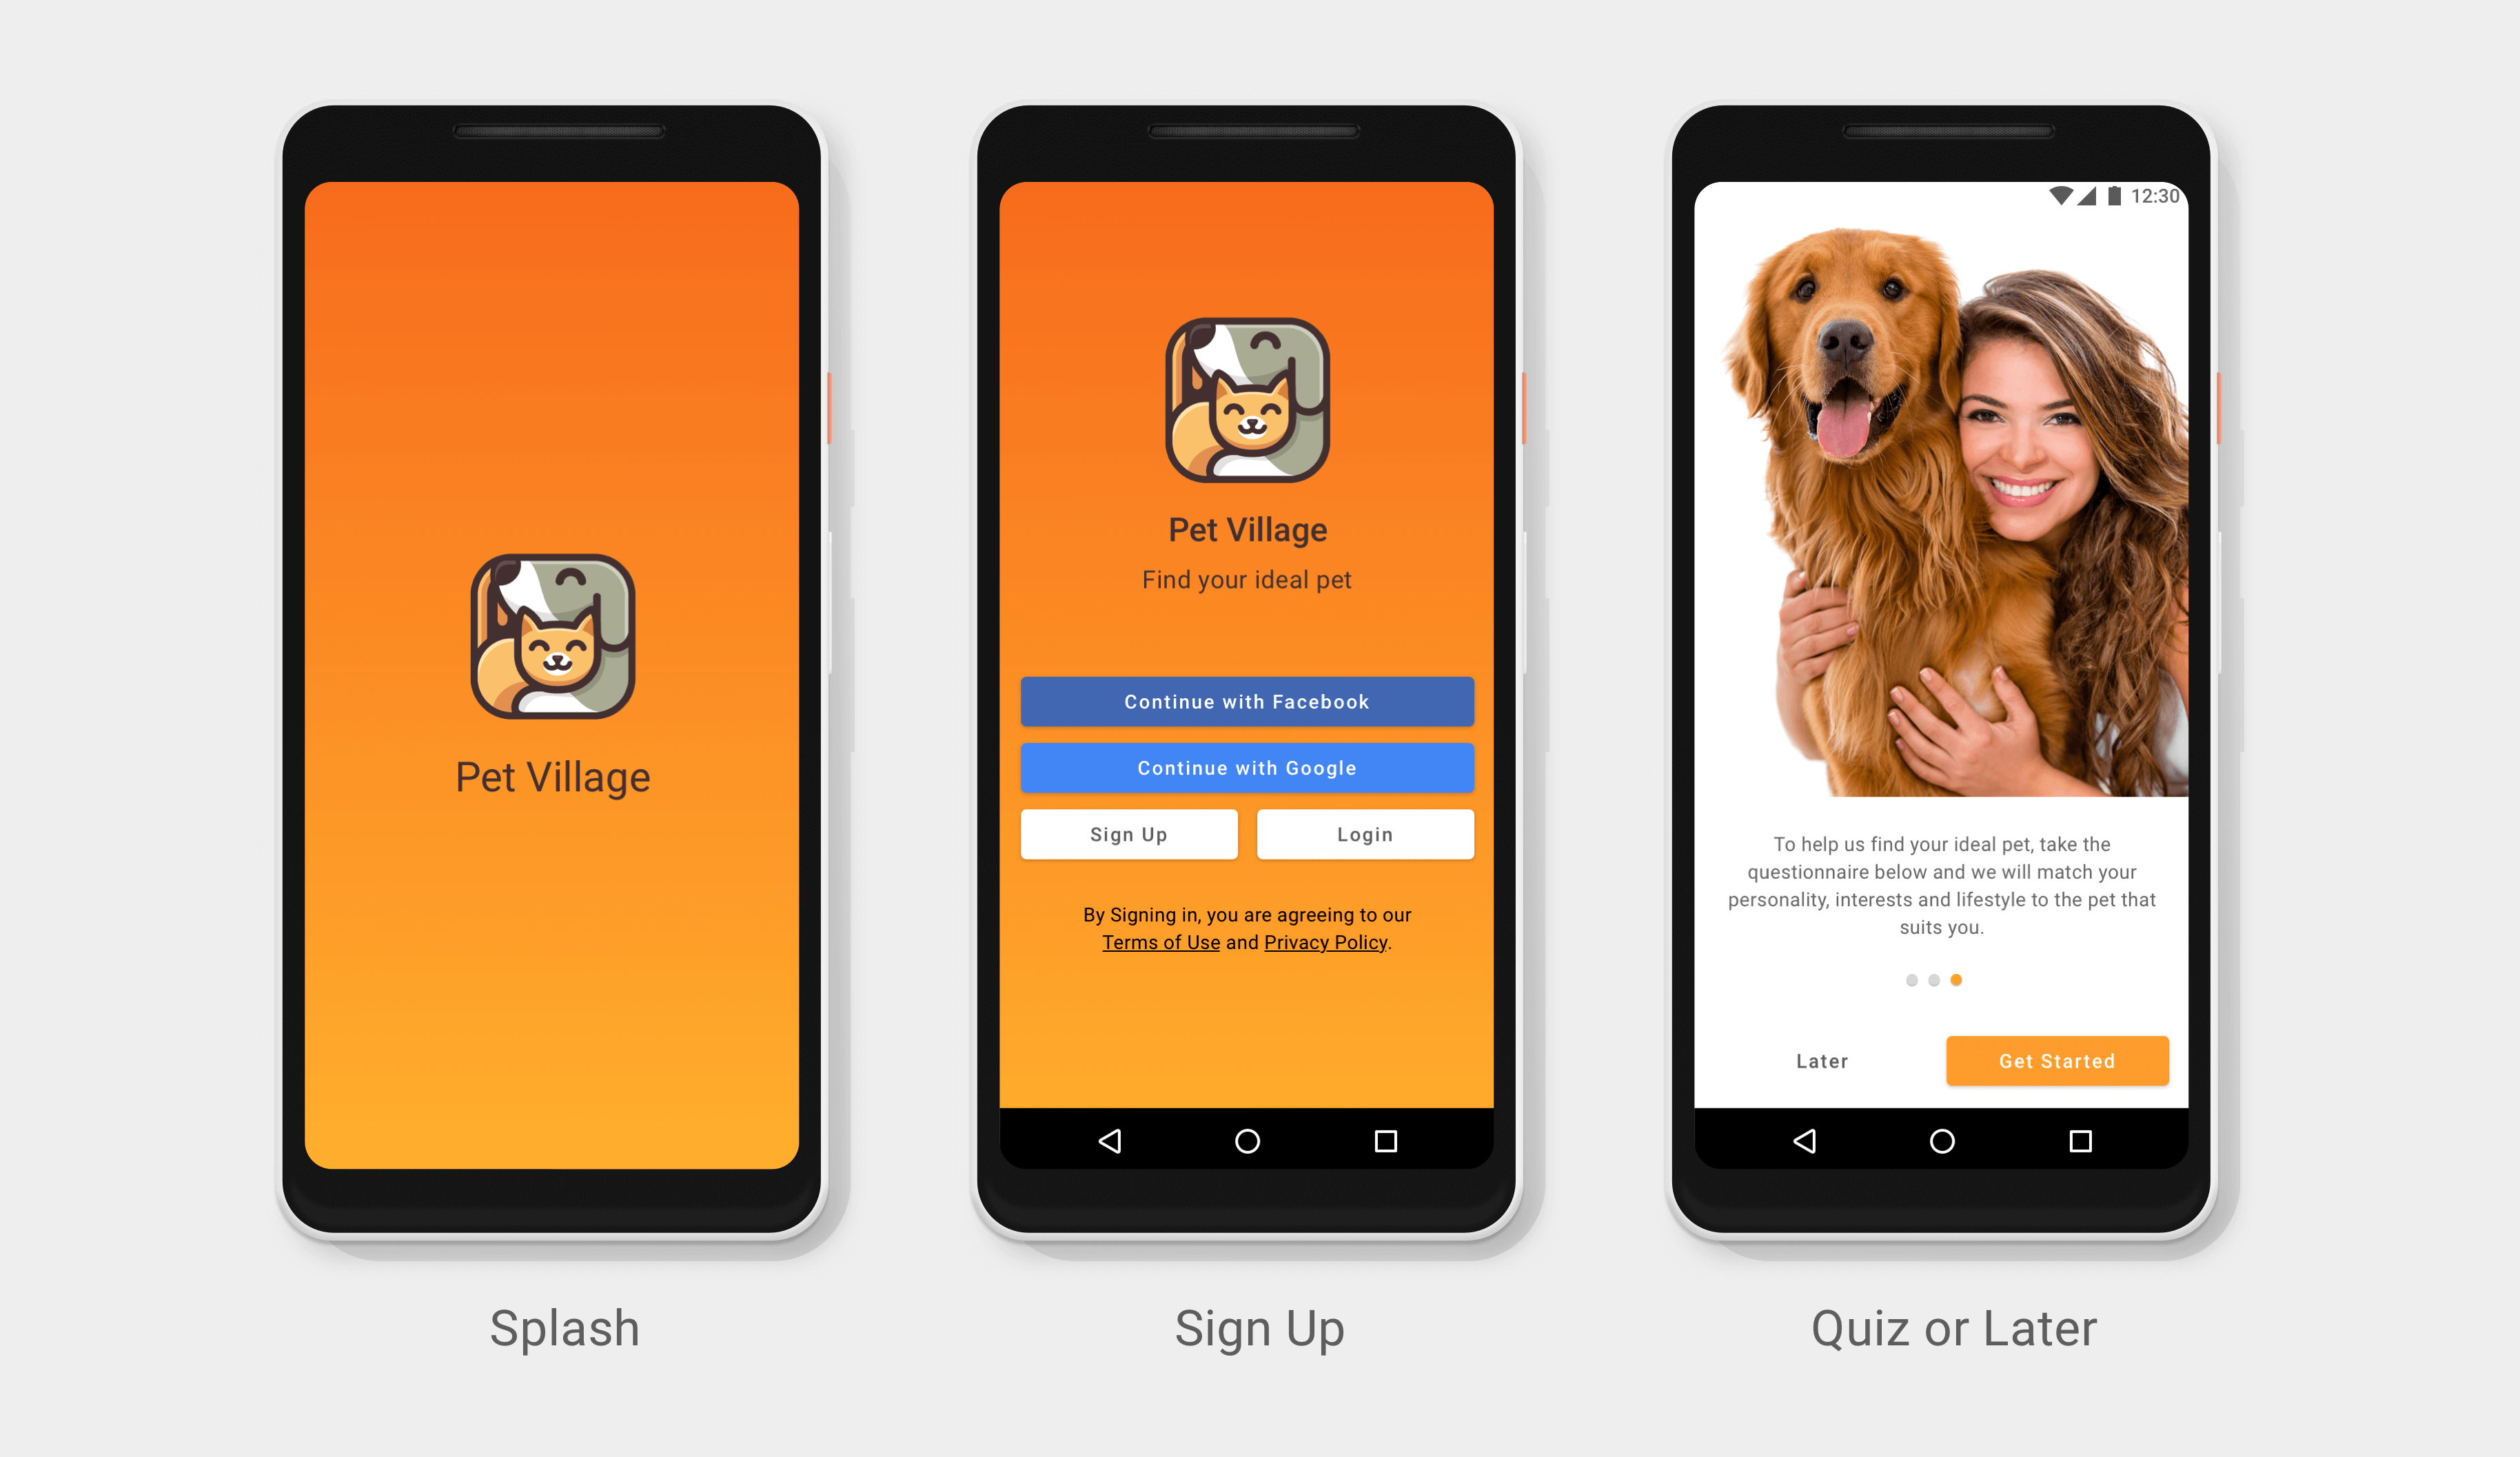 Pet Village
Splash
Pet Village
Find your ideal pet
Continue with Facebook
Continue with Google
Sign Up
Login
By Signing in, you are agreeing to our
Terms of Use and Privacy Policy.
Sign Up
12:30
To help us find your ideal pet, take the
questionnaire below and we will match your
personality, interests and lifestyle to the pet that
suits you.
Later
Get Started
Quiz or Later